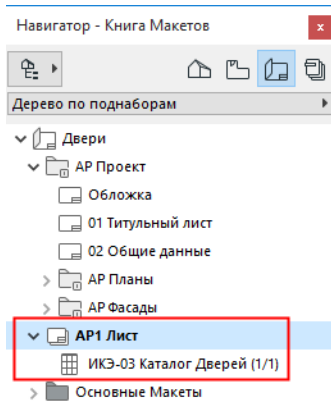 Навигатор - Книга Макетов
x
Дерево по поднаборам
Двери
АР Проект
Обложка
01 Титульный лист
02 Общие данные
АР Планы
АР Фасады
АР1 Лист
ИКЭ-03 Каталог Дверей (1/1)
Основные Макеты